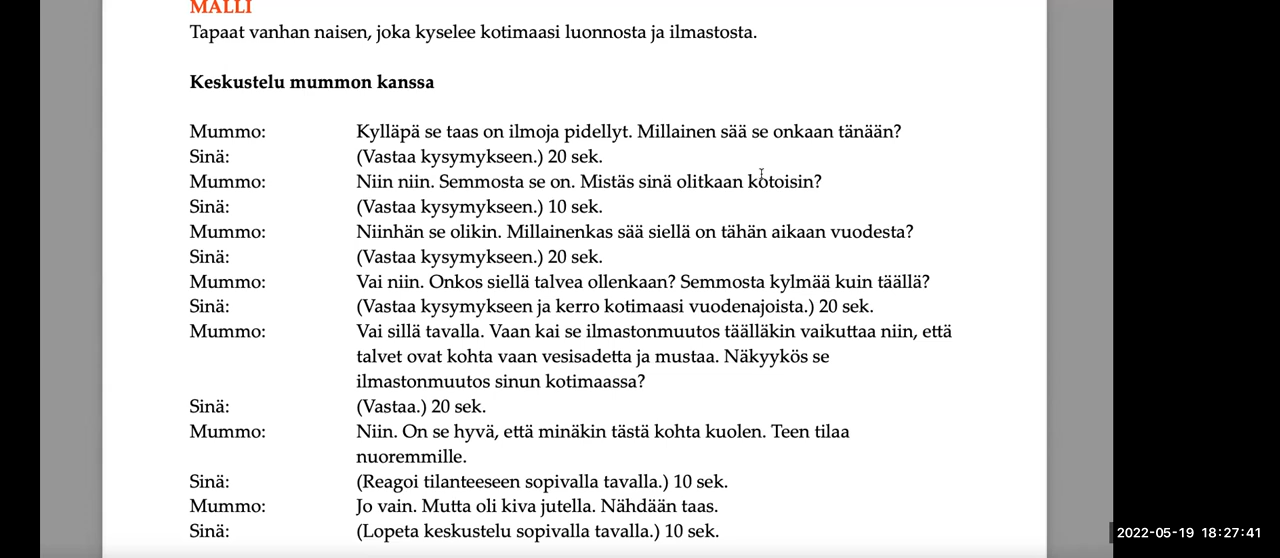 MALLI
Tapaat vanhan naisen, joka kyselee kotimaasi luonnosta ja ilmastosta.
Keskustelu mummon kanssa
Mummo: Kylläpä se taas on ilmoja pidellyt. Millainen sää se onkaan tänään?
Sinä: (Vastaa kysymykseen.) 20 sek.
Mummo: Niin niin. Semmosta se on. Mistäs sinä olitkaan kotoisin?
Sinä: (Vastaa kysymykseen.) 10 sek.
Mummo: Niinhän se olikin. Millainenkas sää siellä on tähän aikaan vuodesta?
Sinä: (Vastaa kysymykseen.) 20 sek.
Mummo: Vai niin. Onkos siellä talvea ollenkaan? Semmosta kylmää kuin täällä?
Sinä: (Vastaa kysymykseen ja kerro kotimaasi vuodenajoista.) 20 sek.
Mummo: Vai sillä tavalla. Vaan kai se ilmastonmuutos täälläkin vaikuttaa niin, että
talvet ovat kohta vaan vesisadetta ja mustaa. Näkyykös se
ilmastonmuutos sinun kotimaassa?
Sinä: (Vastaa.) 20 sek.
Mummo: Niin. On se hyvä, että minäkin tästä kohta kuolen. Teen tilaa
nuoremmille.
Sinä: (Reagoi tilanteeseen sopivalla tavalla.) 10 sek.
Mummo: Jo vain. Mutta oli kiva jutella. Nähdään taas.
Sinä: (Lopeta keskustelu sopivalla tavalla.) 10 sek.
2022-05-19 18:27:41